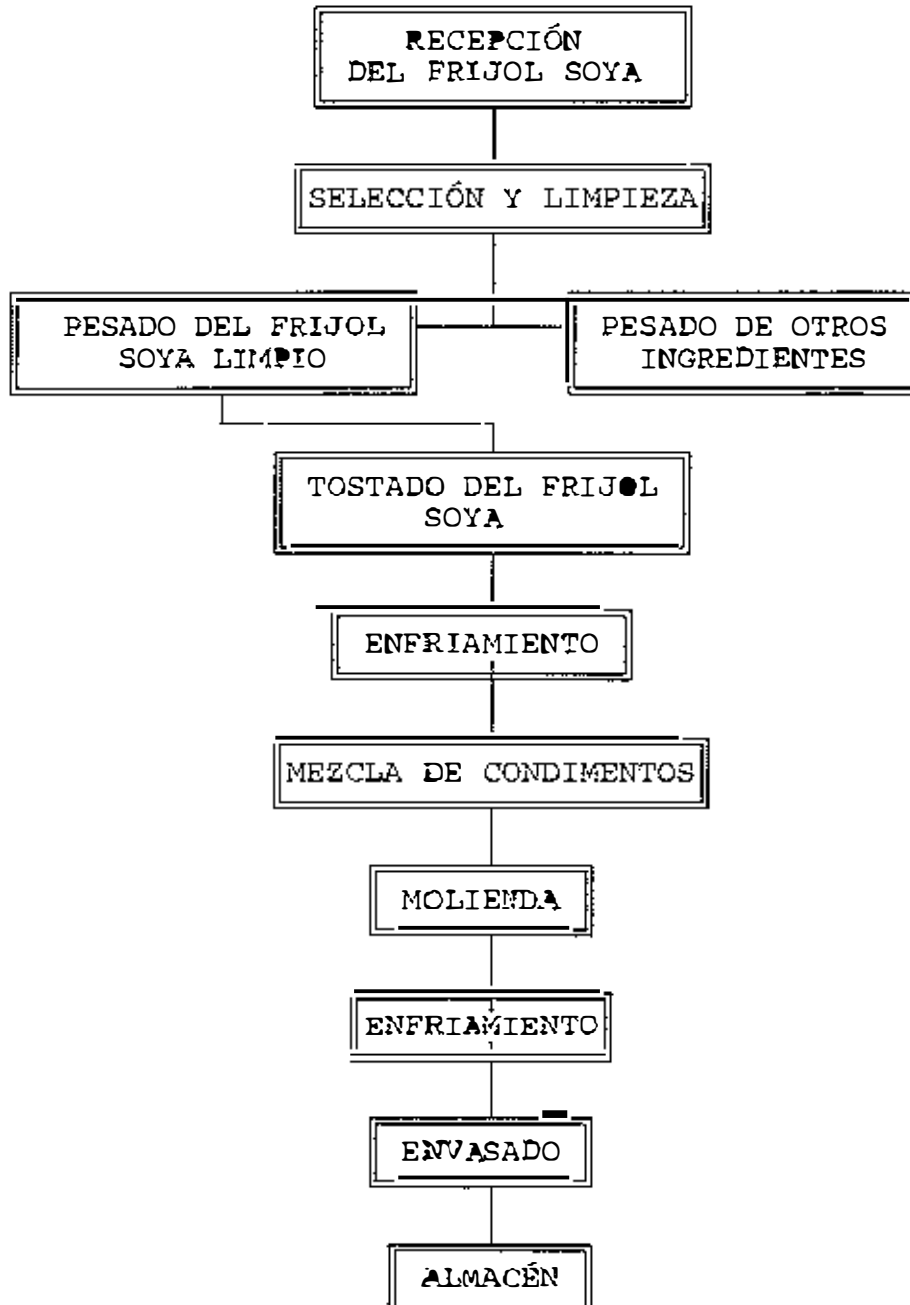 RECEPCIÓN
DEL FRIJOL SOYA
SELECCIÓN Y LIMPIEZA
PESADO DEL FRIJOL
SOYA LIMPIO
PESADO DE OTROS
INGREDIENTES
TOSTADO DEL FRIJOL
SOYA
ENFRIAMIENTO
MEZCLA DE CONDIMENTOS
MOLIENDA
ENFRIAMIENTO
ENVASADO
ALMACÉN